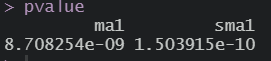 > pvalue
         ma1         sma1
8.708254e-09 1.503915e-10